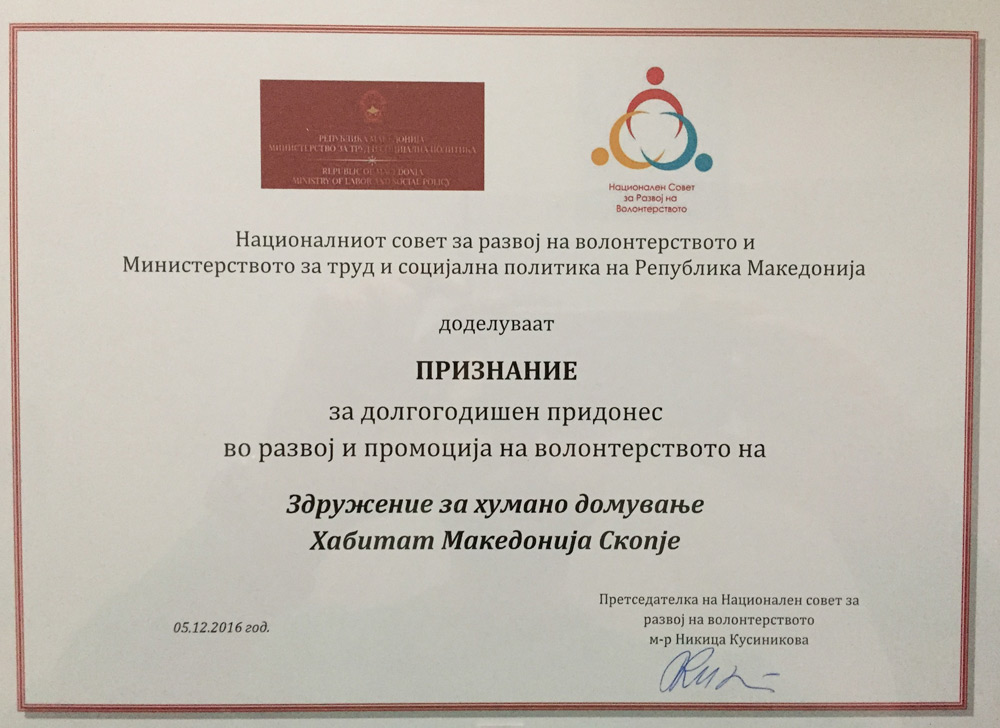 РЕПУБЛИКА МАКЕДОНИЈА
МИНИСТЕРСТВО ЗА ТРУД И СОЦИЈАЛНА ПОЛИТИКА
REPUBLIC OF MACEDONIA
MINISTRY OF LABOR AND SOCIAL POLICY
Национален Совет
за Развој на
Волонтерството
Националниот совет за развој на волонтерството и
Министерството за труд и социјална политика на Република Македонија
доделуваат
ПРИЗНАНИЕ
за долгогодишен придонес
во развој и промоција на волонтерството на
Здружение за хумано домување
Хабитат Македонија Скопје
05.12.2016 год.
Претседателка на Национален совет за
развој на волонтерството
м-р Никица Кусиникова